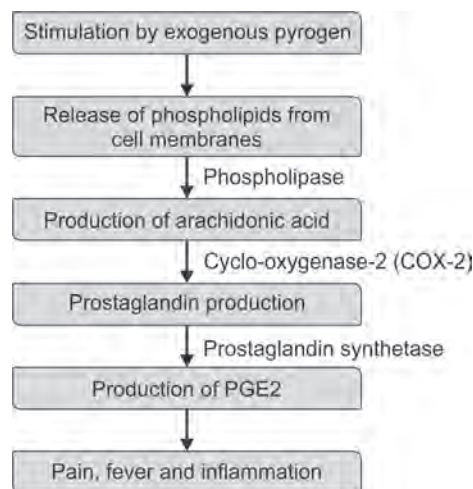 Stimulation by exogenous pyrogen
Release of phospholipids from
cell membranes
Phospholipase
Production of arachidonic acid
Cyclo-oxygenase-2 (COX-2)
Prostaglandin production
Prostaglandin synthetase
Production of PGE2
Pain, fever and inflammation